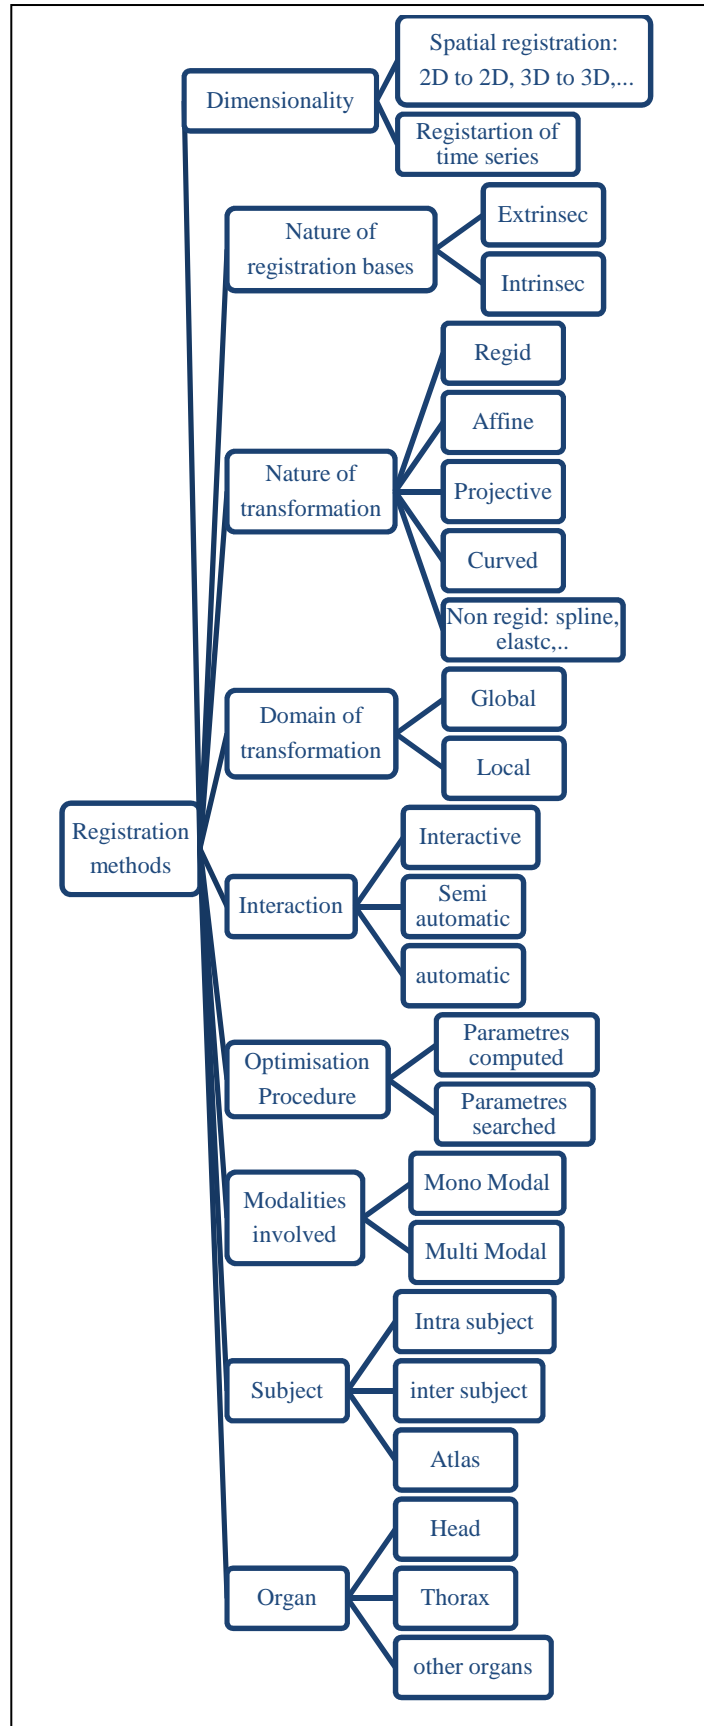 Spatial registration:
2D to 2D, 3D to 3D,...
Dimensionality
Registartion of
time series
Extrinsec
Nature of
registration bases
Intrinsec
Regid
Affine
Nature of
transformation
Projective
Curved
Non regid: spline,
elastc,..
Global
Domain of
transformation
Local
Registration
methods
Interactive
Interaction
Semi
automatic
automatic
Parametres
computed
Optimisation
Procedure
Parametres
searched
Mono Modal
Modalities
involved
Multi Modal
Intra subject
Subject
inter subject
Atlas
Head
Organ
Thorax
other organs